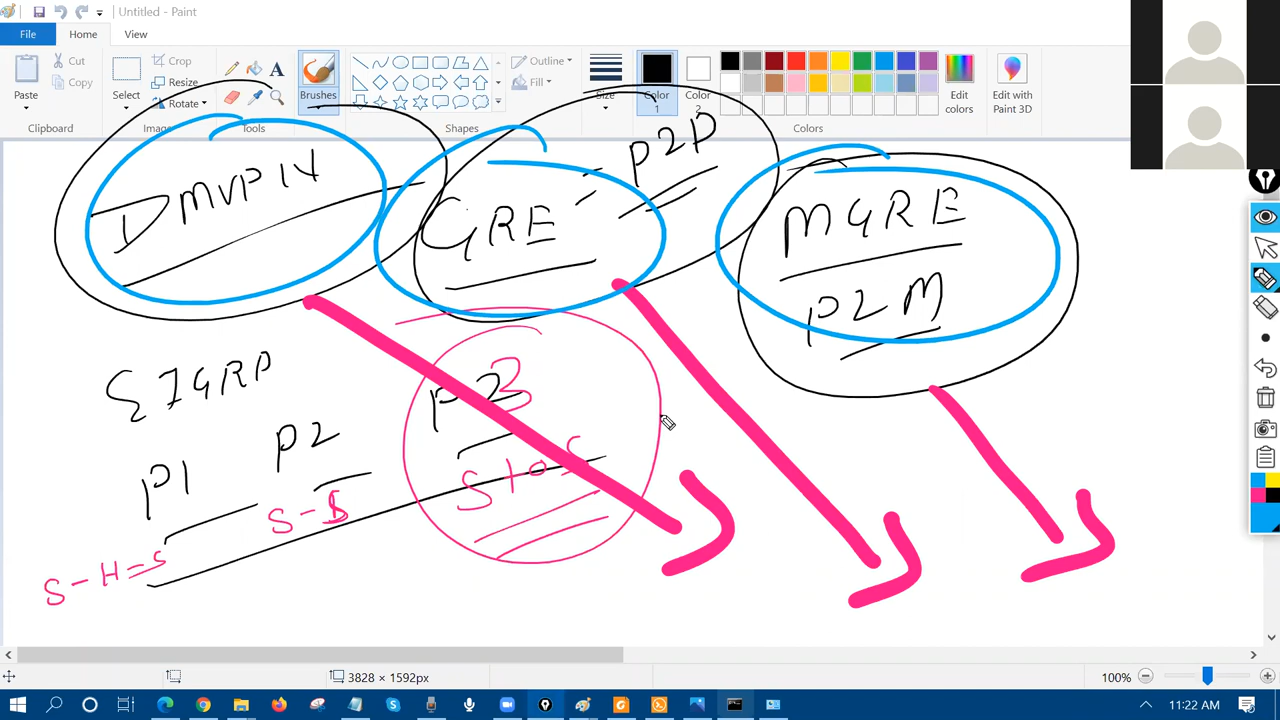 Untitled - Paint
File Home View
Paste
Cut
Copy
Clipboard
Select
Crop
Resize
Rotate
Image
Tools
Brushes
Shapes
Outline
Fill
Size
Color 1
Color 2
Colors
Edit colors
Edit with Paint 3D
DMVPN
GRE = P2P
MGRE
P2M
EIGRP
P1
P2
P3
S-H=S
S-S
S to S
3828 × 1592px
100%
11:22 AM